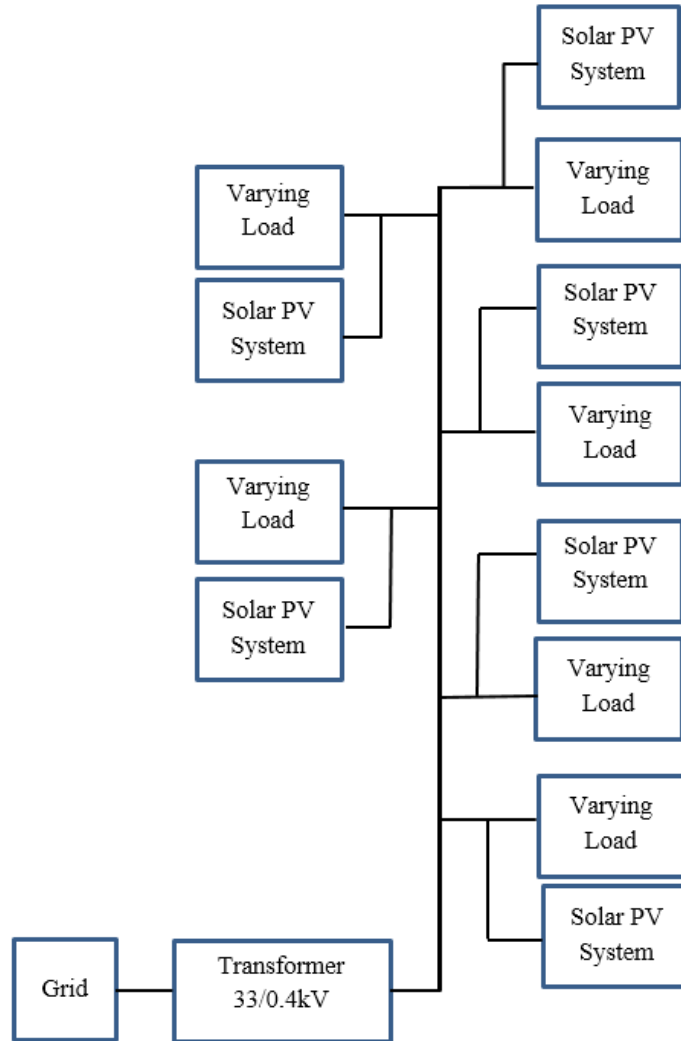 Solar PV
System
Varying
Load
Varying
Load
Solar PV
System
Solar PV
System
Varying
Load
Varying
Load
Solar PV
System
Solar PV
System
Varying
Load
Varying
Load
Solar PV
System
Grid
Transformer
33/0.4kV